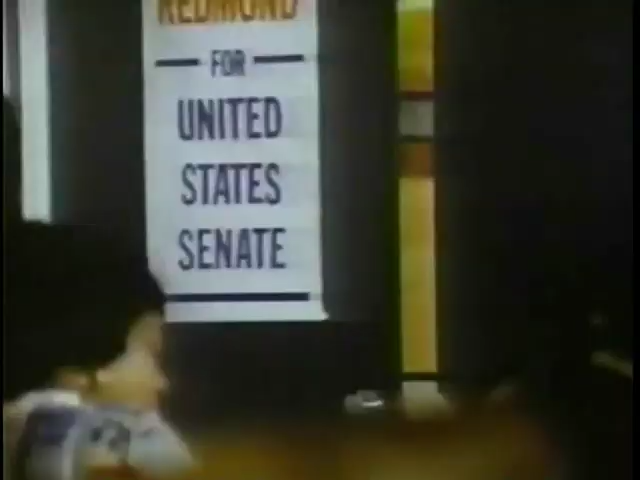 REDMOND
FOR
UNITED
STATES
SENATE